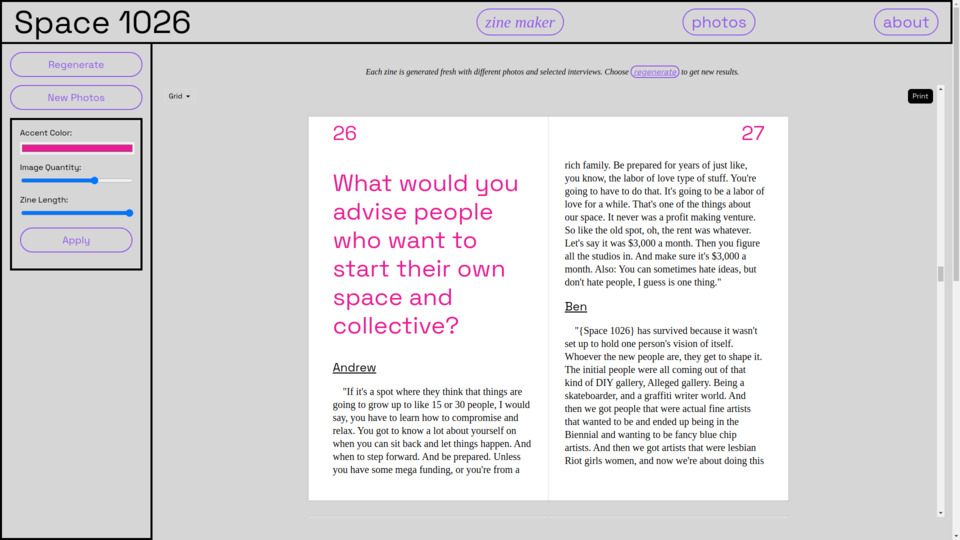 Space 1026
zine maker
photos
about
Regenerate
New Photos
Accent Color:
Image Quantity:
Zine Length:
Apply
Each zine is generated fresh with different photos and selected interviews. Choose regenerate to get new results.
Grid
Print
26
What would you
advise people
who want to
start their own
space and
collective?
Andrew
"If it's a spot where they think that things are
going to grow up to like 15 or 30 people, I would
say, you have to learn how to compromise and
relax. You got to know a lot about yourself on
when you can sit back and let things happen. And
when to step forward. And be prepared. Unless
you have some mega funding, or you're from a
27
rich family. Be prepared for years of just like,
you know, the labor of love type of stuff. You're
going to have to do that. It's going to be a labor of
love for a while. That's one of the things about
our space. It never was a profit making venture.
So like the old spot, oh, the rent was whatever.
Let's say it was $3,000 a month. Then you figure
all the studios in. And make sure it's $3,000 a
month. Also: You can sometimes hate ideas, but
don't hate people, I guess is one thing."
Ben
"{Space 1026} has survived because it wasn't
set up to hold one person's vision of itself.
Whoever the new people are, they get to shape it.
The initial people were all coming out of that
kind of DIY gallery, Alleged gallery. Being a
skateboarder, and a graffiti writer world. And
then we got people that were actual fine artists
that wanted to be and ended up being in the
Biennial and wanting to be fancy blue chip
artists. And then we got artists that were lesbian
Riot girls women, and now we're about doing this